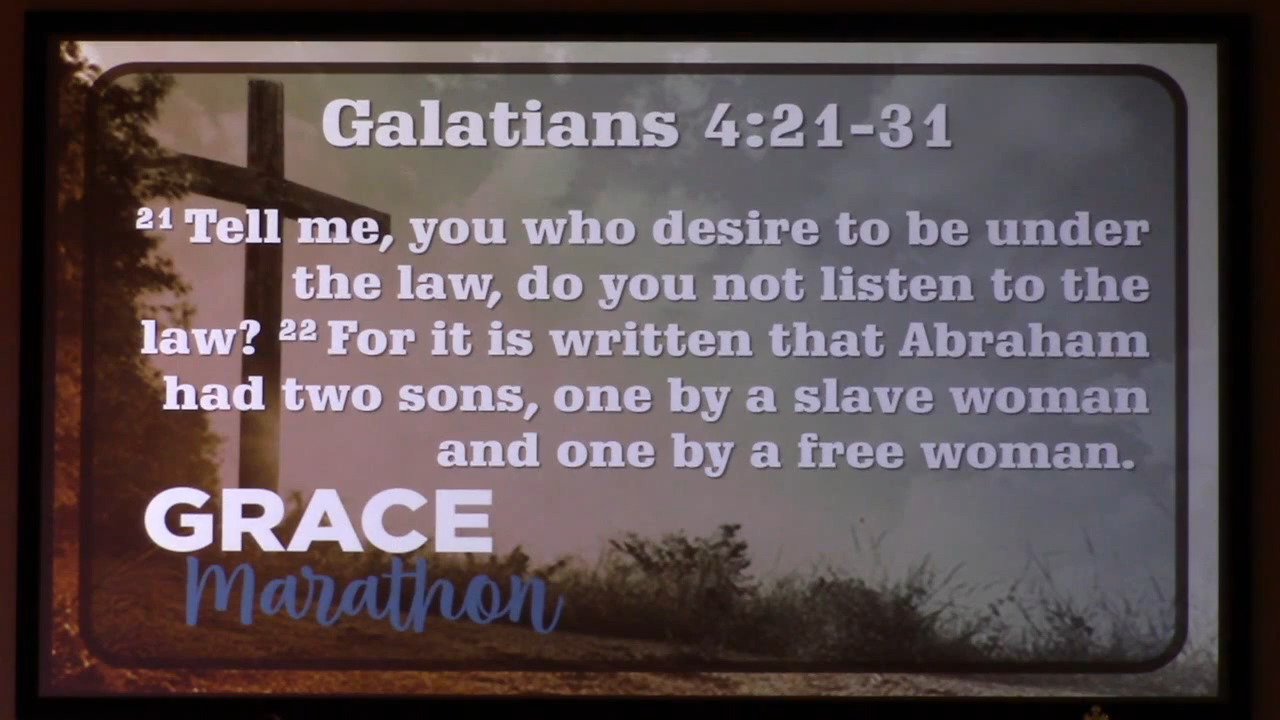 Galatians 4:21-31
²¹ Tell me, you who desire to be under
the law, do you not listen to the
law? ²² For it is written that Abraham
had two sons, one by a slave woman
and one by a free woman.
GRACE
Marathon